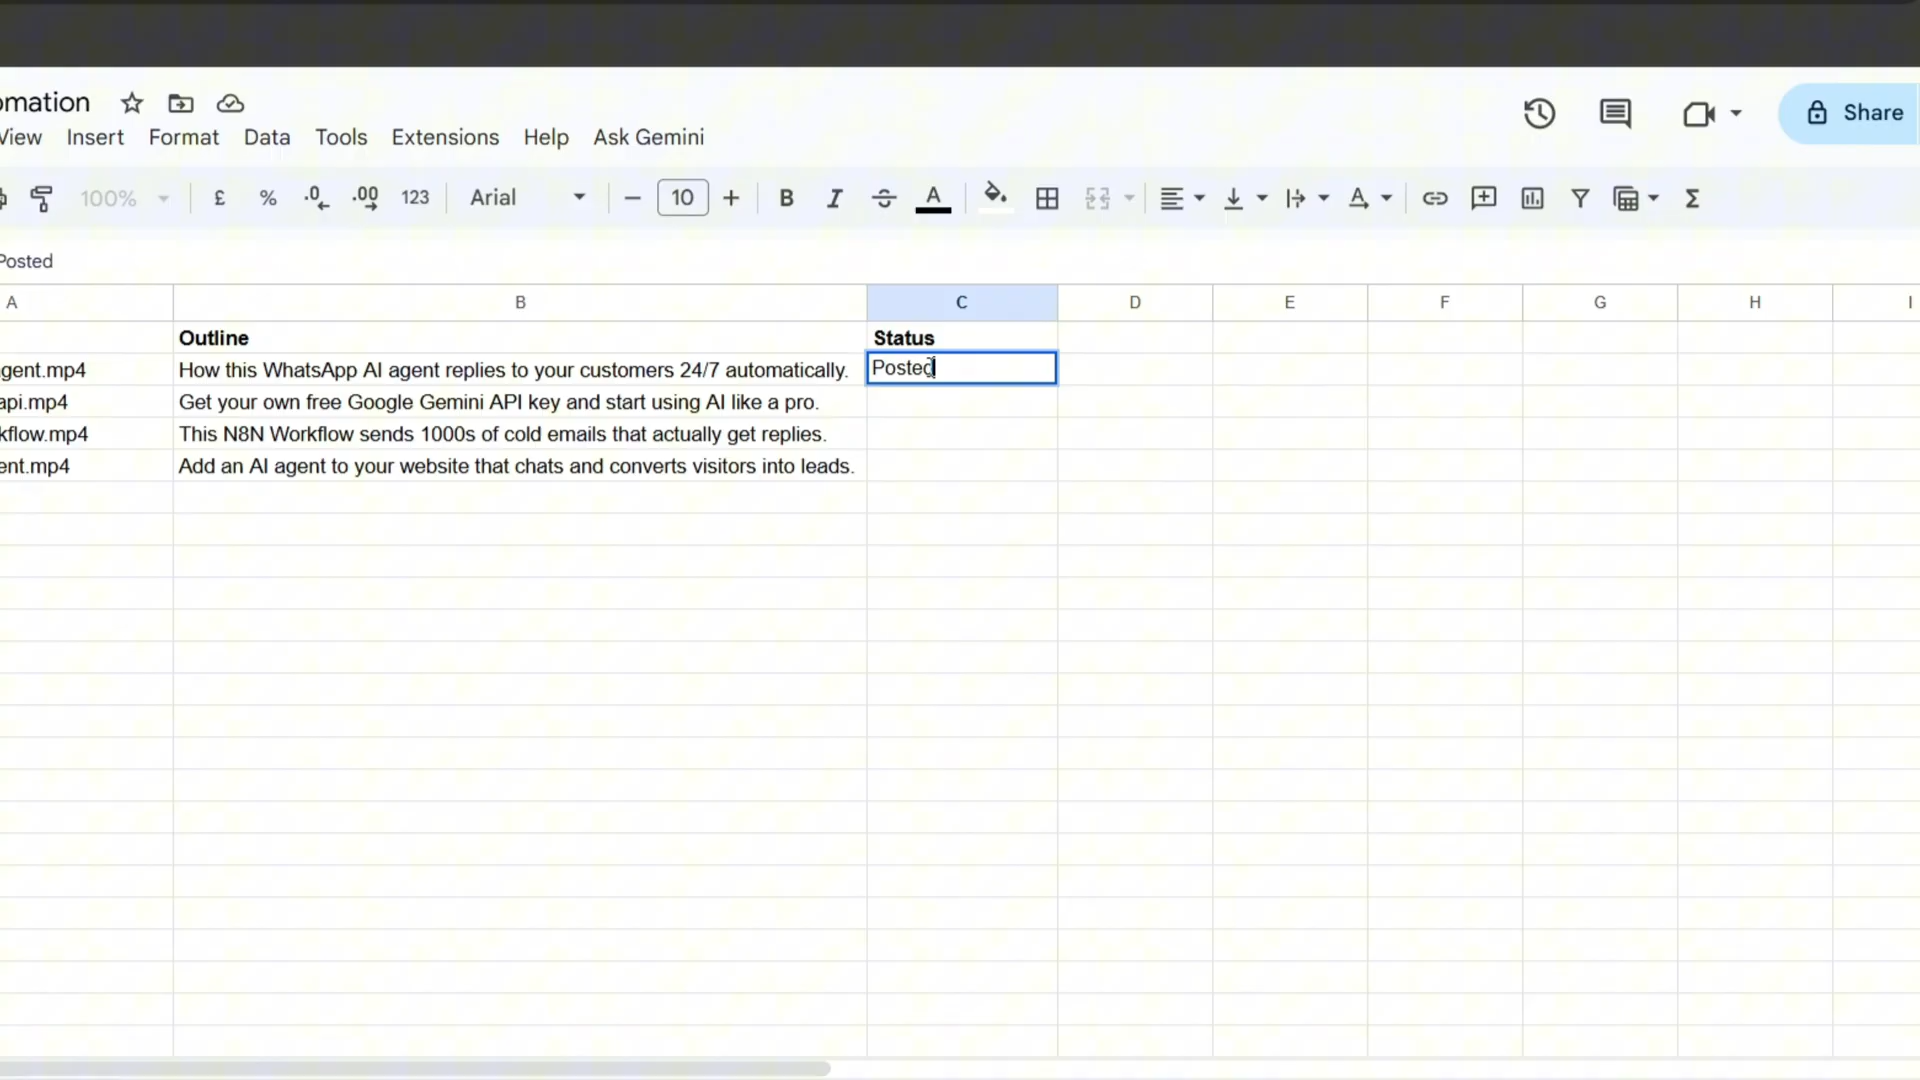 omation
View Insert Format Data Tools Extensions Help Ask Gemini
Share
100% £ % .0 .00 123 Arial 10 B I S A Σ
Posted
A B C D E F G H I
Outline Status
gent.mp4 How this WhatsApp AI agent replies to your customers 24/7 automatically. Posted
api.mp4 Get your own free Google Gemini API key and start using AI like a pro.
kflow.mp4 This N8N Workflow sends 1000s of cold emails that actually get replies.
ent.mp4 Add an AI agent to your website that chats and converts visitors into leads.